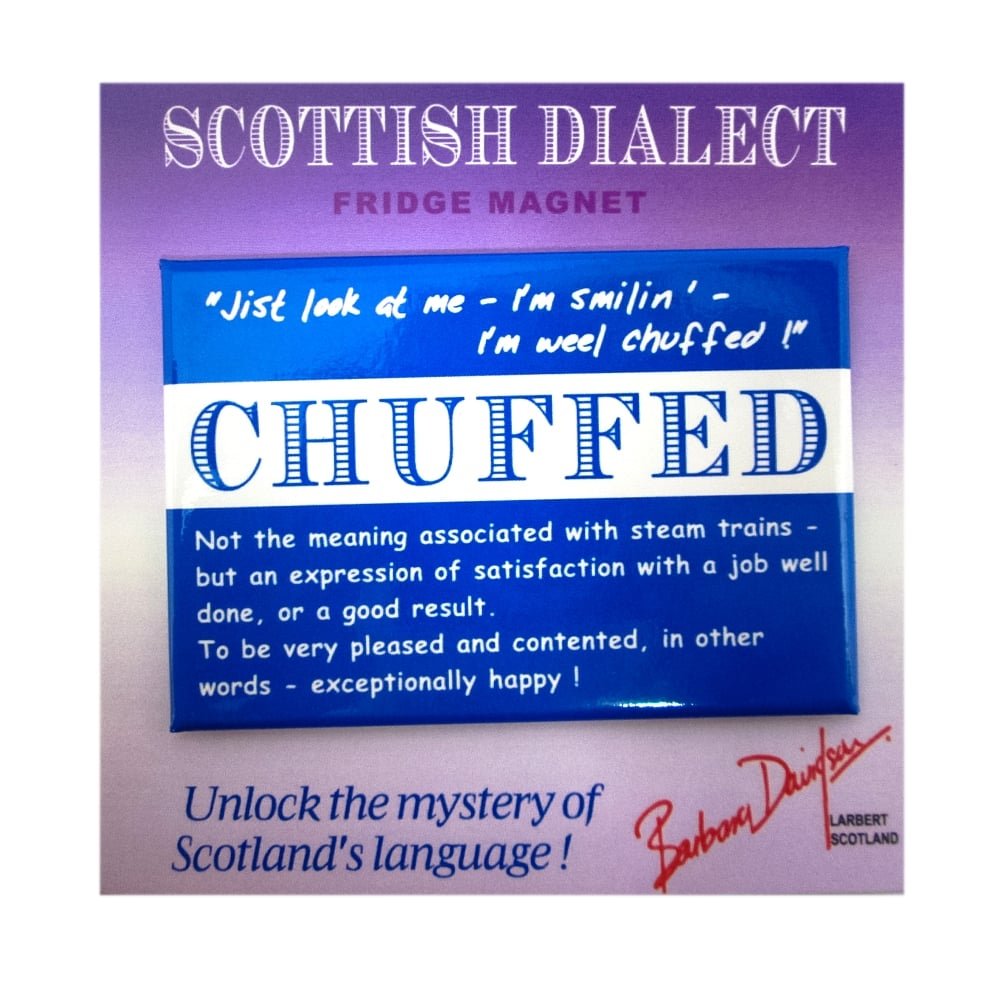 SCOTTISH DIALECT
FRIDGE MAGNET
"Jist look at me - I'm smilin' -
I'm weel chuffed !"
CHUFFED
Not the meaning associated with steam trains -
but an expression of satisfaction with a job well
done, or a good result.
To be very pleased and contented, in other
words - exceptionally happy !
Unlock the mystery of
Scotland's language !
Barbara Davidson
LARBERT
SCOTLAND